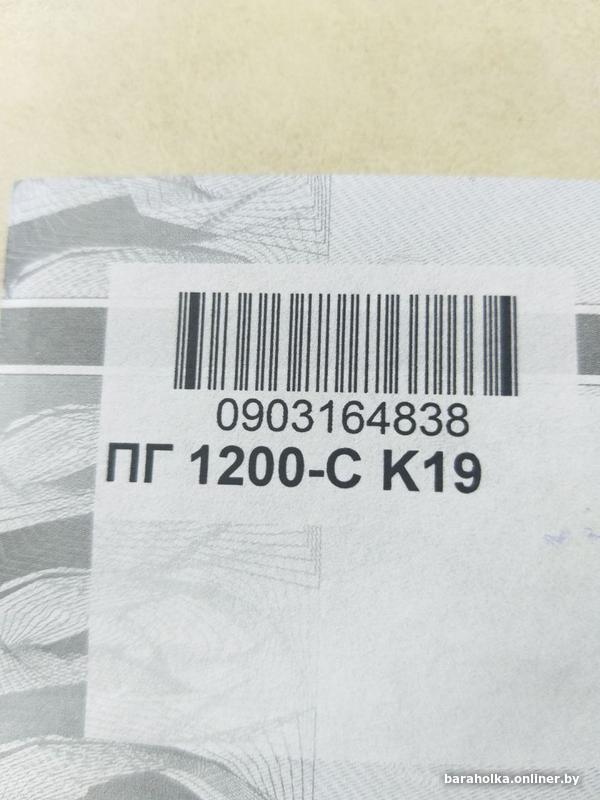 0903164838
ПГ 1200-С К19
baraholka.onliner.by